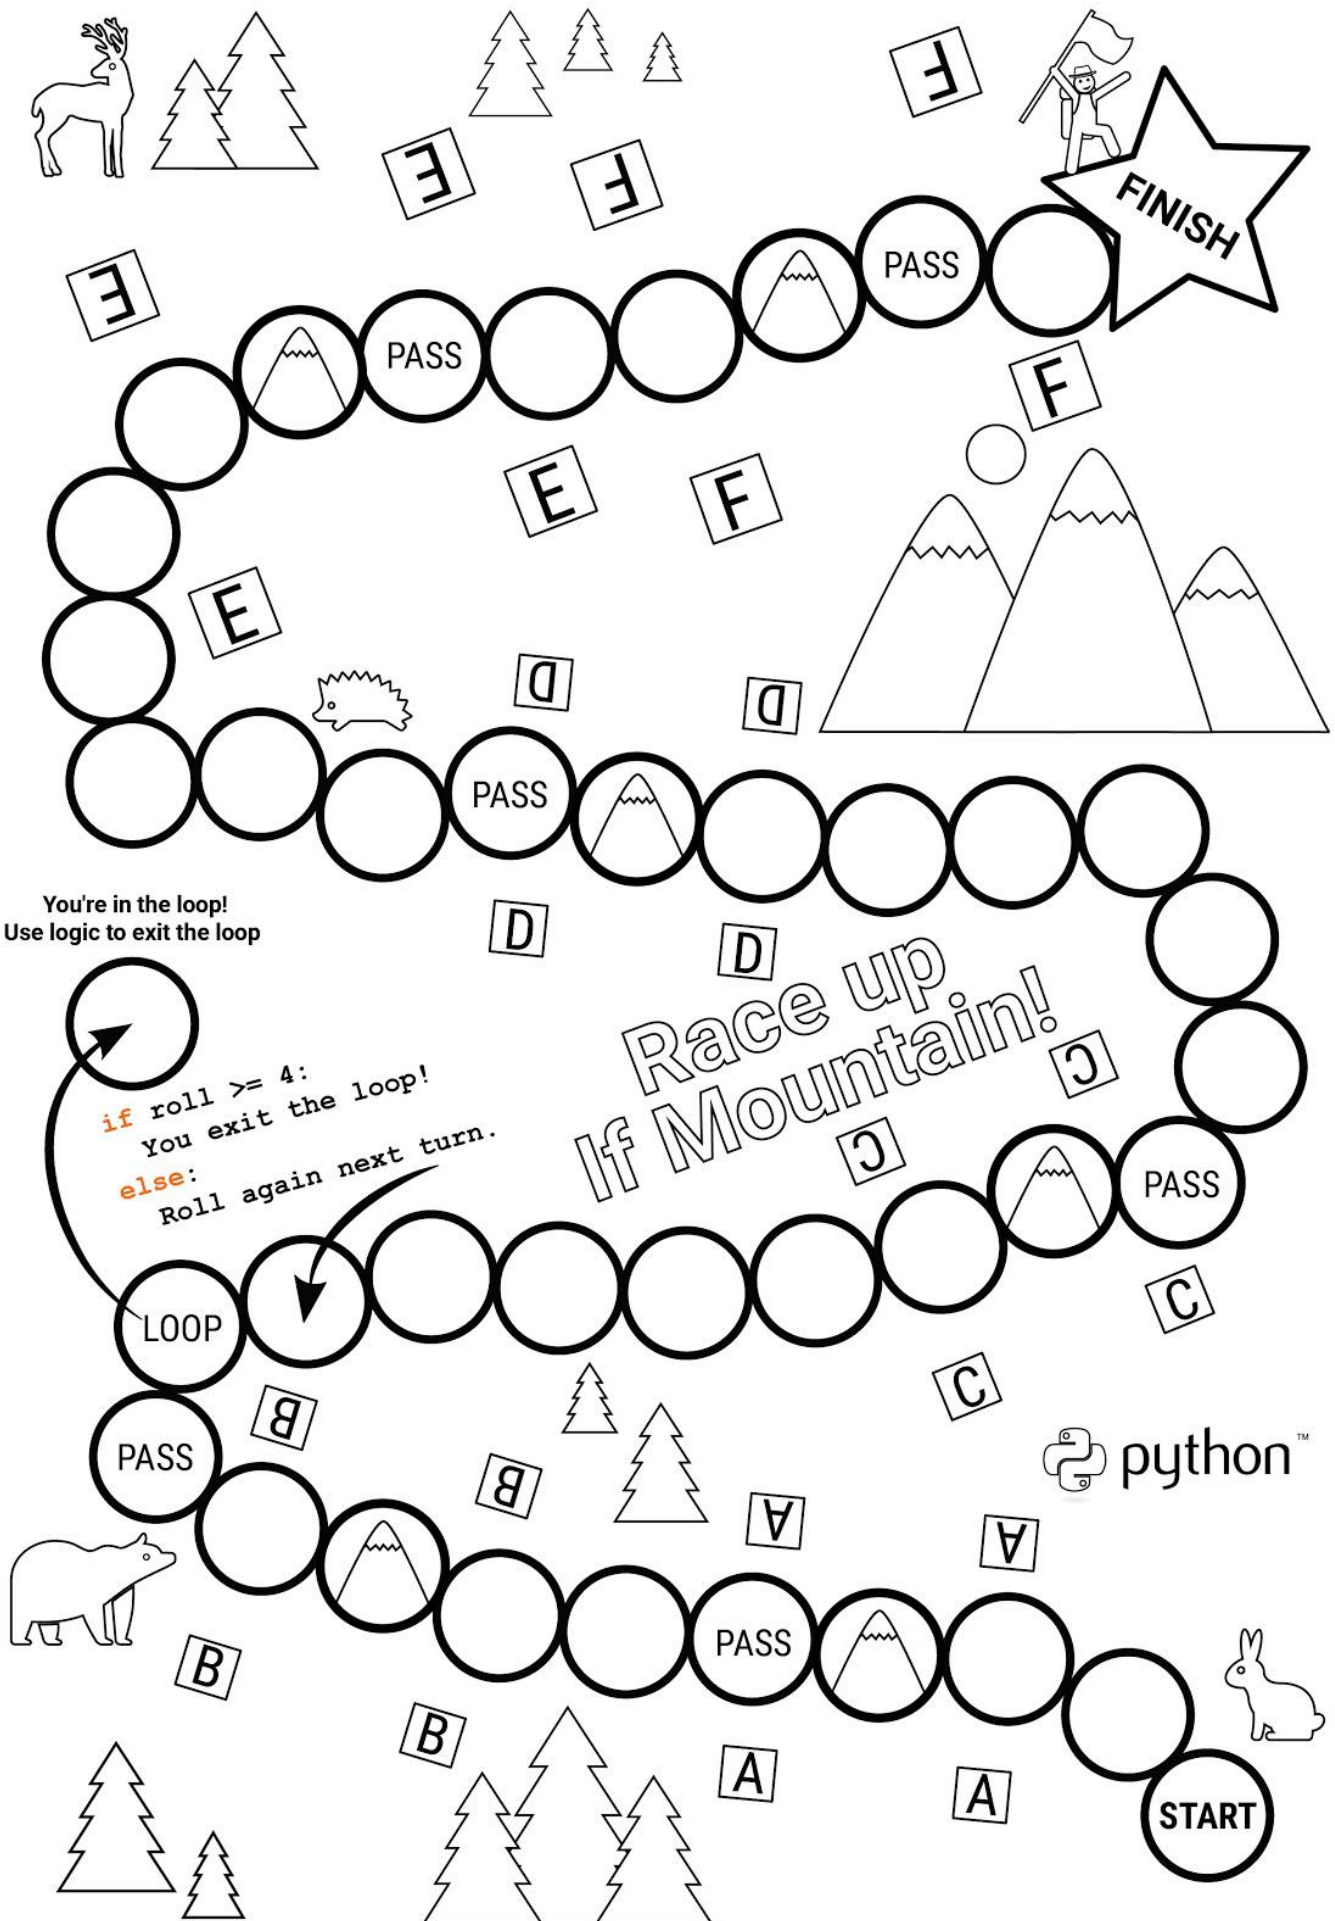 E
F
F
FINISH
E
PASS
PASS
F
E
F
E
D
D
PASS
You're in the loop!
Use logic to exit the loop
D
D
Race up
If Mountain!
C
if roll >= 4:
You exit the loop!
else:
Roll again next turn.
C
PASS
LOOP
C
C
B
PASS
python™
B
A
A
B
PASS
B
A
A
START